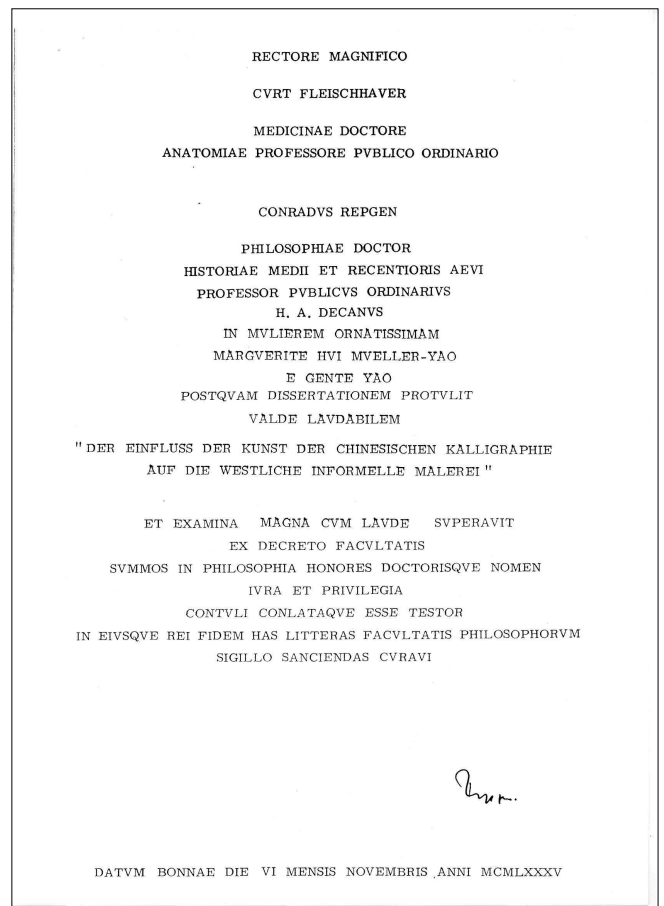 RECTORE MAGNIFICO
CVRT FLEISCHHAVER
MEDICINAE DOCTORE
ANATOMIAE PROFESSORE PVBLICO ORDINARIO
CONRADVS REPGEN
PHILOSOPHIAE DOCTOR
HISTORIAE MEDII ET RECENTIORIS AEVI
PROFESSOR PVBLICVS ORDINARIVS
H. A. DECANVS
IN MVLIEREM ORNATISSIMAM
MARGVERITE HVI MVELLER-YAO
E GENTE YAO
POSTQVAM DISSERTATIONEM PROTVLIT
VALDE LAVDABILEM
" DER EINFLUSS DER KUNST DER CHINESISCHEN KALLIGRAPHIE
AUF DIE WESTLICHE INFORMELLE MALEREI "
ET EXAMINA MAGNA CVM LAVDE SVPERAVIT
EX DECRETO FACVLTATIS
SVMMOS IN PHILOSOPHIA HONORES DOCTORISQVE NOMEN
IVRA ET PRIVILEGIA
CONTVLI CONLATAQVE ESSE TESTOR
IN EIVSQVE REI FIDEM HAS LITTERAS FACVLTATIS PHILOSOPHORVM
SIGILLO SANCIENDAS CVRAVI
DATVM BONNAE DIE VI MENSIS NOVEMBRIS ANNI MCMLXXXV